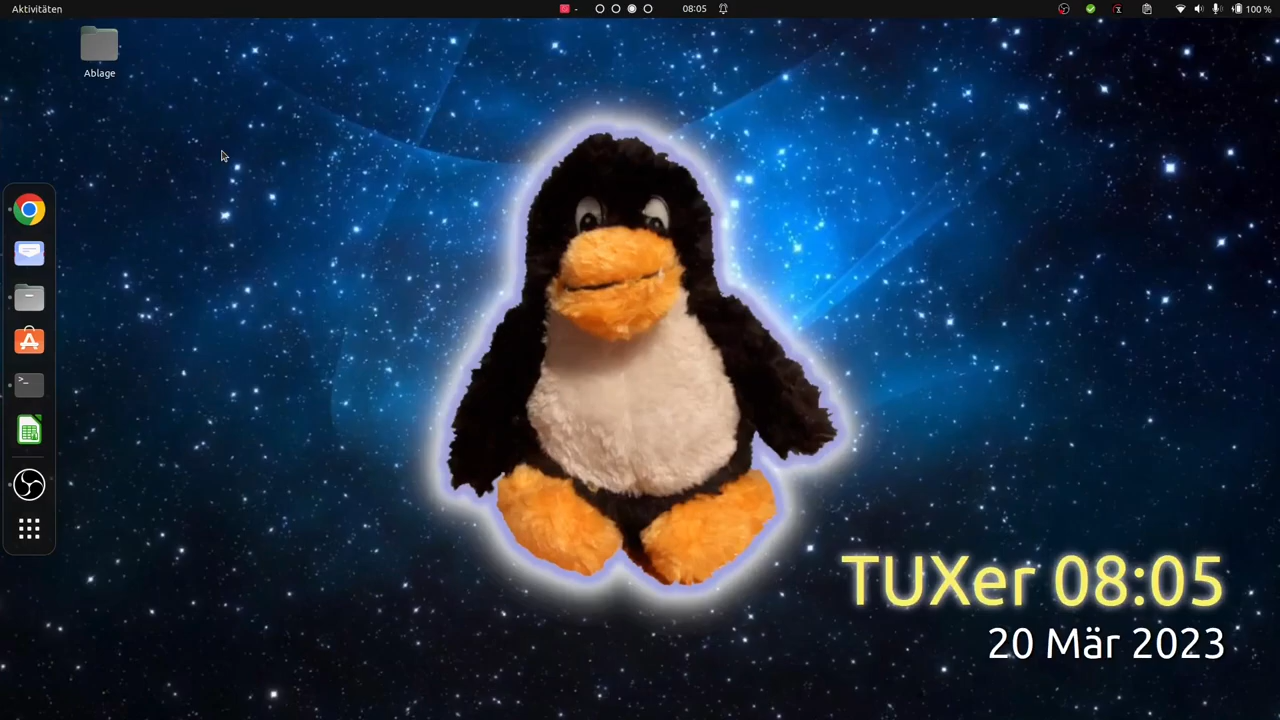 Aktivitäten
08:05
100 %
Ablage
TUXer 08:05
20 Mär 2023